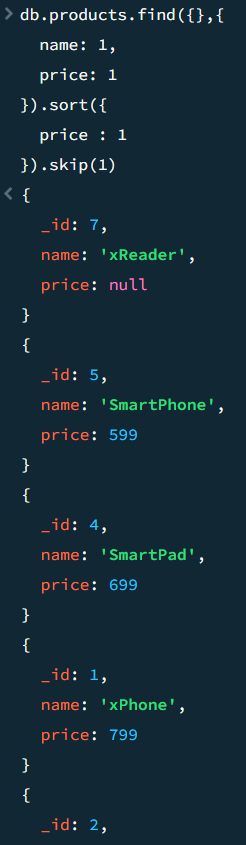 > db.products.find({},{
name: 1,
price: 1
}).sort({
price : 1
}).skip(1)
< {
_id: 7,
name: 'xReader',
price: null
}
{
_id: 5,
name: 'SmartPhone',
price: 599
}
{
_id: 4,
name: 'SmartPad',
price: 699
}
{
_id: 1,
name: 'xPhone',
price: 799
}
{
_id: 2,